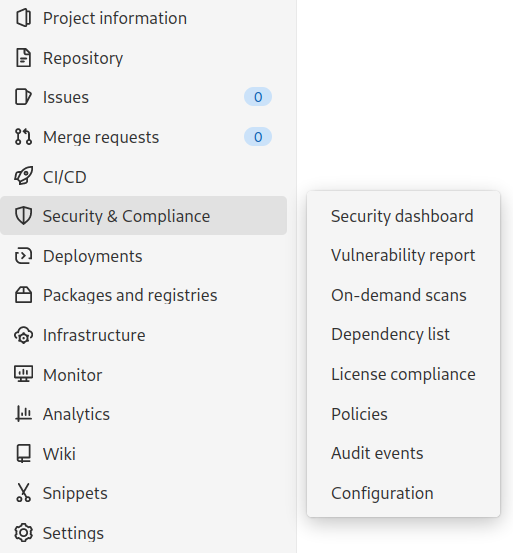 Project information
Repository
Issues 0
Merge requests 0
CI/CD
Security & Compliance
Deployments
Packages and registries
Infrastructure
Monitor
Analytics
Wiki
Snippets
Settings
Security dashboard
Vulnerability report
On-demand scans
Dependency list
License compliance
Policies
Audit events
Configuration